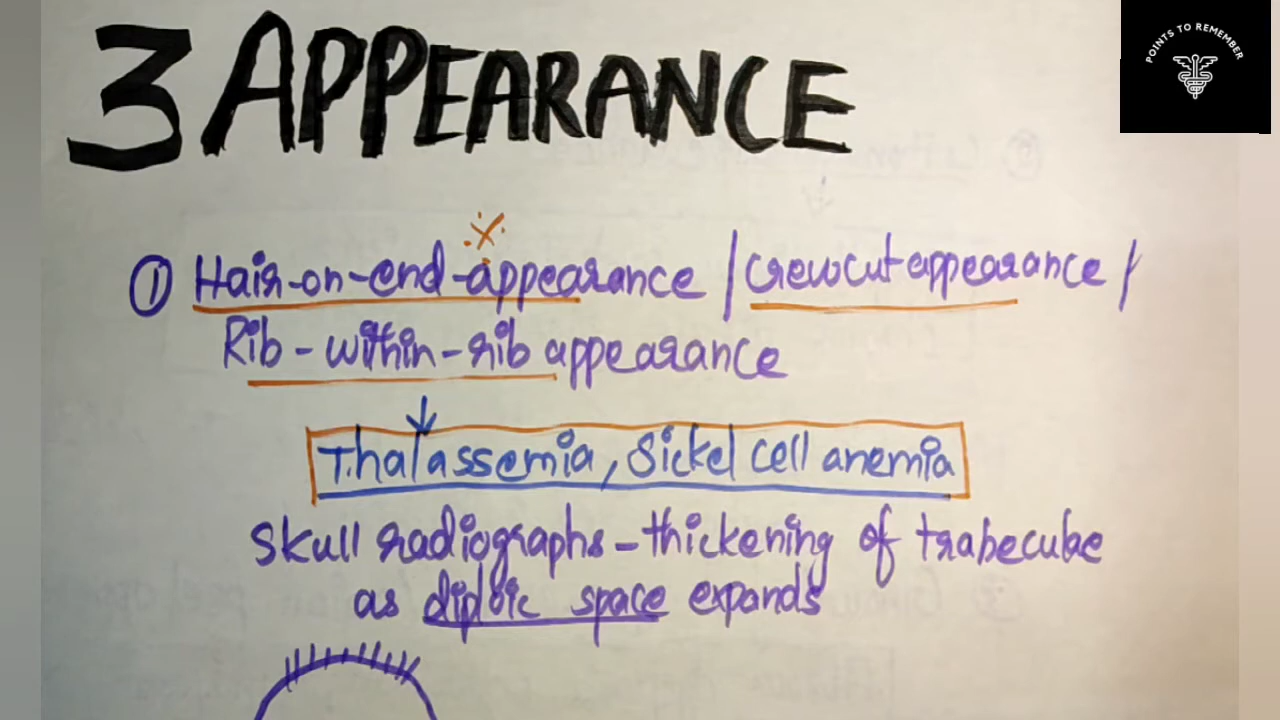 3 APPEARANCE
POINTS TO REMEMBER
① Hair-on-end-appearance / Crewcut appearance /
Rib-within-rib appearance
Thalassemia, Sickel cell anemia
Skull radiographs - thickening of trabeculae
as diploic space expands